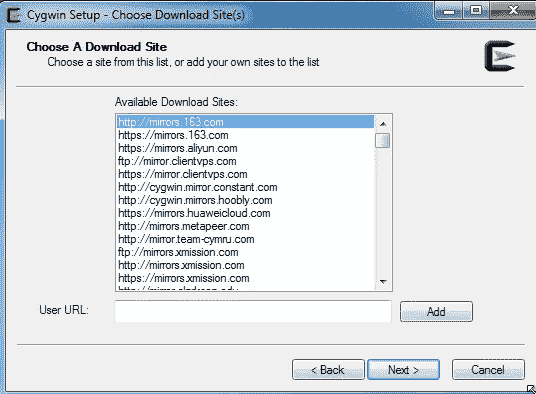 Cygwin Setup - Choose Download Site(s)
Choose A Download Site
Choose a site from this list, or add your own sites to the list
Available Download Sites:
http://mirrors.163.com
https://mirrors.163.com
https://mirrors.aliyun.com
ftp://mirror.clientvps.com
https://mirror.clientvps.com
http://cygwin.mirror.constant.com
http://cygwin.mirrors.hoobly.com
https://mirrors.huaweicloud.com
https://mirrors.metapeer.com
http://mirror.team-cymru.com
ftp://mirrors.xmission.com
http://mirrors.xmission.com
https://mirrors.xmission.com
User URL:
Add
< Back
Next >
Cancel